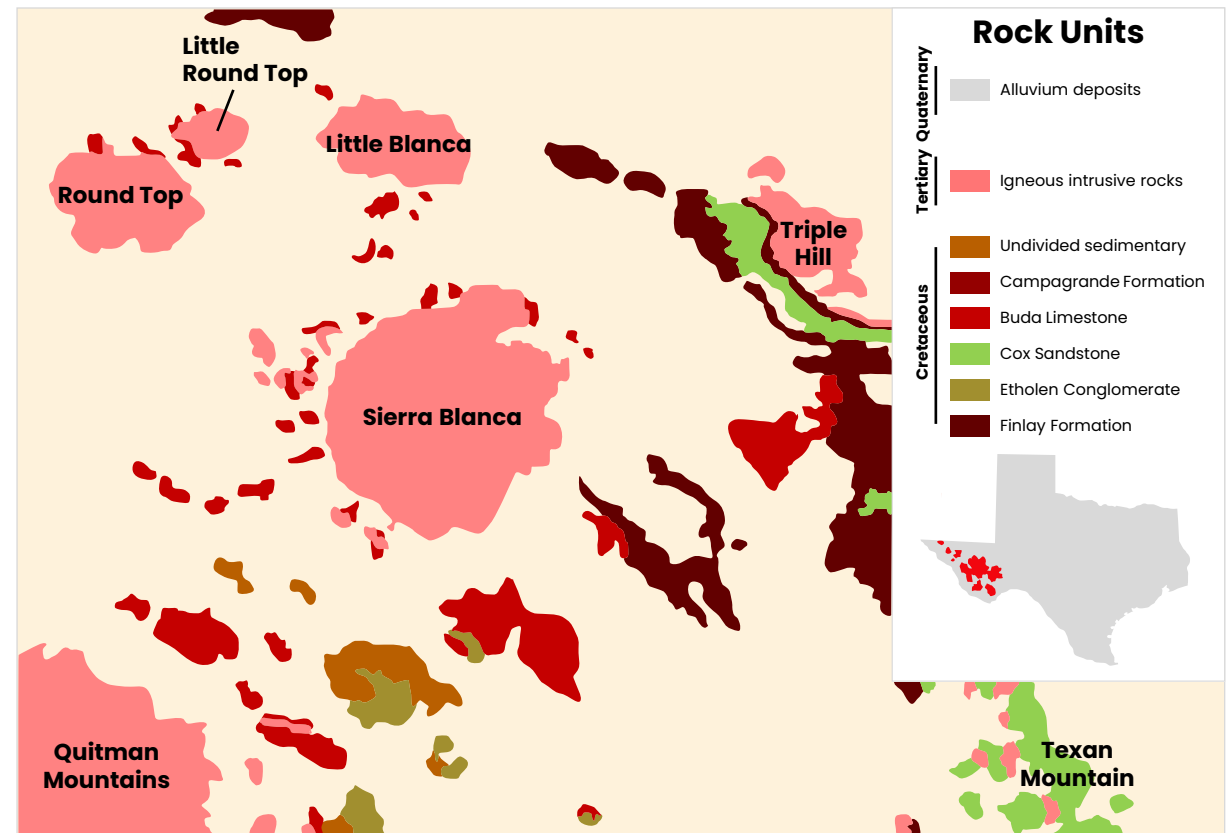 Little
Round Top
Little Blanca
Round Top
Triple
Hill
Sierra Blanca
Quitman
Mountains
Texan
Mountain
Rock Units
Quaternary
Alluvium deposits
Tertiary
Igneous intrusive rocks
Cretaceous
Undivided sedimentary
Campagrande Formation
Buda Limestone
Cox Sandstone
Etholen Conglomerate
Finlay Formation